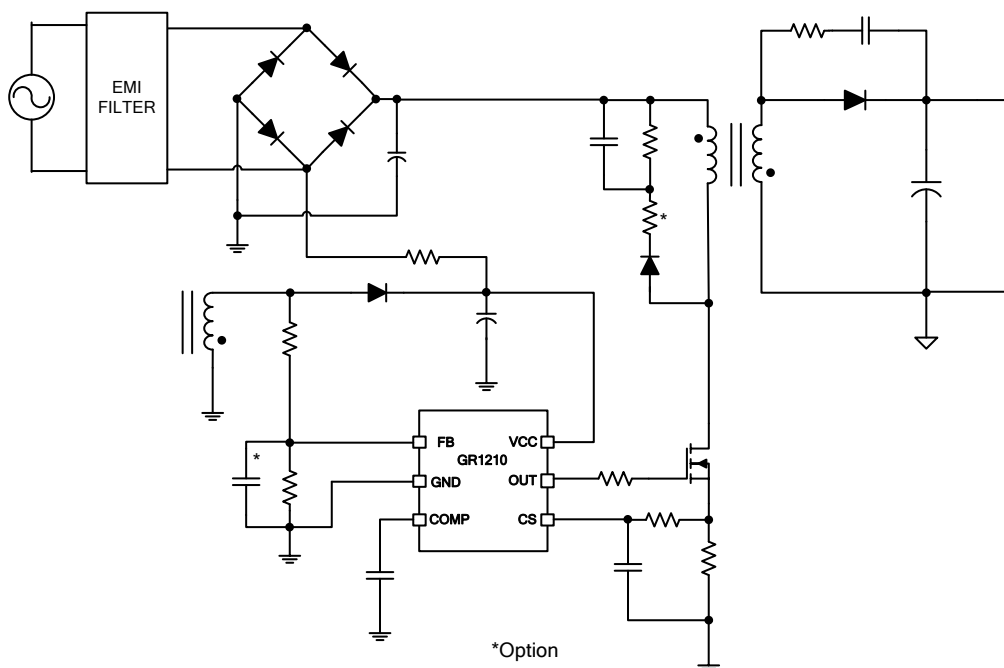 EMI
FILTER
*
*
FB
VCC
GR1210
GND
OUT
COMP
CS
*Option